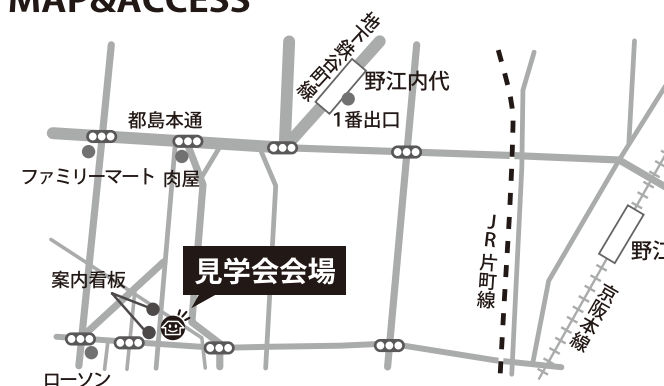 MAP&ACCESS
地下鉄谷町線
野江内代
1番出口
都島本通
ファミリーマート
肉屋
案内看板
見学会会場
JR片町線
野江
京阪本線
ローソン